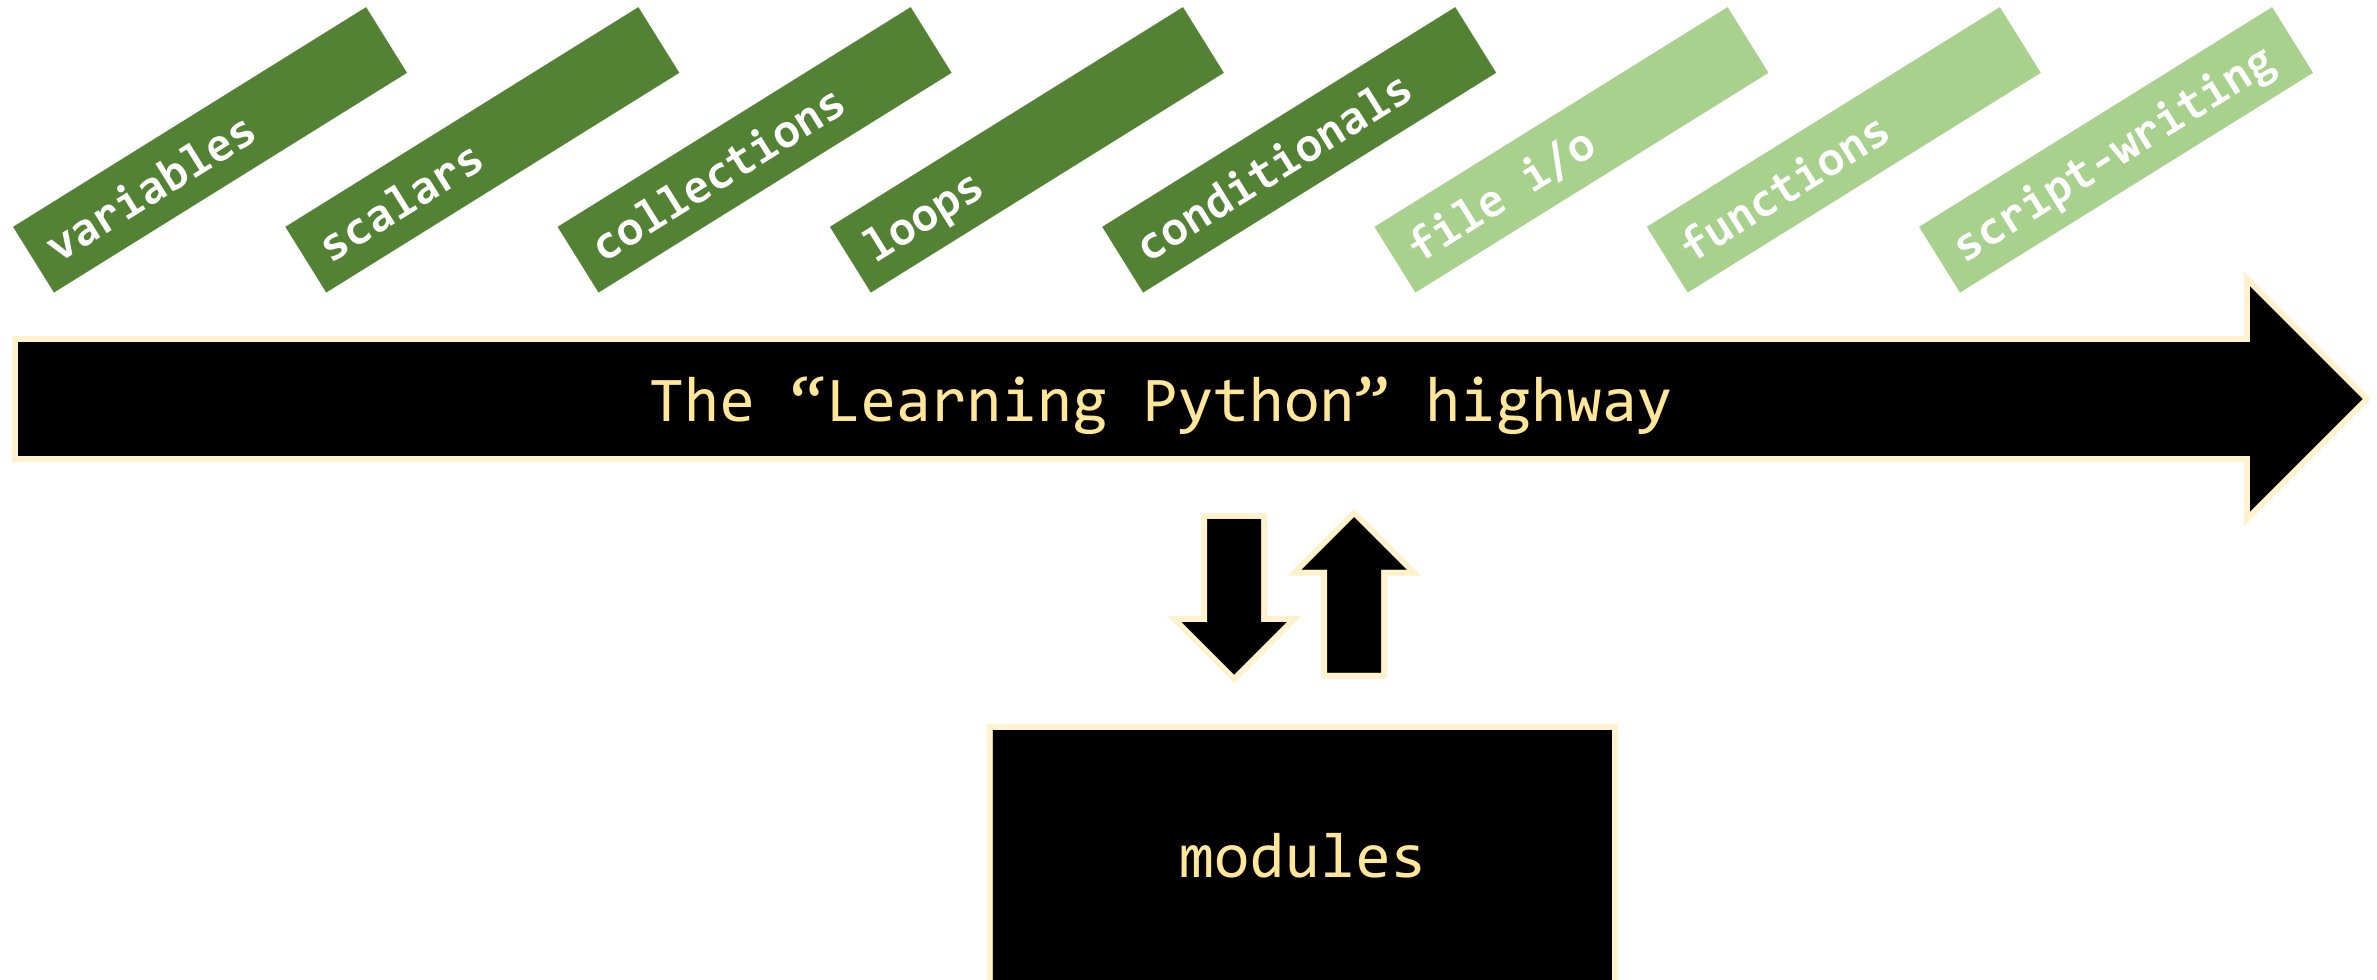 variables
scalars
collections
loops
conditionals
file i/o
functions
script-writing
The “Learning Python” highway
modules